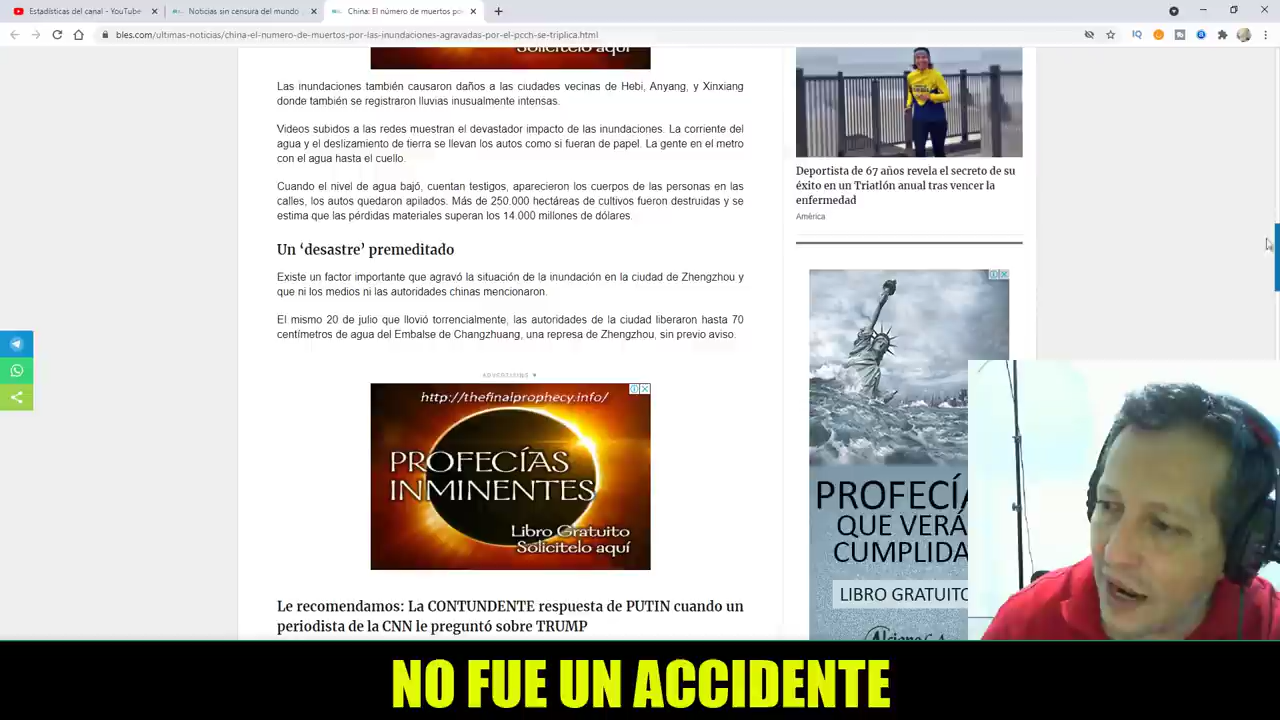 Estadísticas del canal - YouTube
Noticias sin censura del mundo
China: El número de muertos po
bles.com/ultimas-noticias/china-el-numero-de-muertos-por-las-inundaciones-agravadas-por-el-pcch-se-triplica.html
Solicitelo aquí
Las inundaciones también causaron daños a las ciudades vecinas de Hebi, Anyang, y Xinxiang
donde también se registraron lluvias inusualmente intensas.
Videos subidos a las redes muestran el devastador impacto de las inundaciones. La corriente del
agua y el deslizamiento de tierra se llevan los autos como si fueran de papel. La gente en el metro
con el agua hasta el cuello.
Cuando el nivel de agua bajó, cuentan testigos, aparecieron los cuerpos de las personas en las
calles, los autos quedaron apilados. Más de 250.000 hectáreas de cultivos fueron destruidas y se
estima que las pérdidas materiales superan los 14.000 millones de dólares.
Un ‘desastre’ premeditado
Existe un factor importante que agravó la situación de la inundación en la ciudad de Zhengzhou y
que ni los medios ni las autoridades chinas mencionaron.
El mismo 20 de julio que llovió torrencialmente, las autoridades de la ciudad liberaron hasta 70
centímetros de agua del Embalse de Changzhuang, una represa de Zhengzhou, sin previo aviso.
ADVERTISING
http://thefinalprophecy.info/
PROFECÍAS
INMINENTES
Libro Gratuito
Solicitelo aquí
Le recomendamos: La CONTUNDENTE respuesta de PUTIN cuando un
periodista de la CNN le preguntó sobre TRUMP
Deportista de 67 años revela el secreto de su
éxito en un Triatlón anual tras vencer la
enfermedad
América
PROFECÍA
QUE VERÁ
CUMPLIDA
LIBRO GRATUITO
NO FUE UN ACCIDENTE